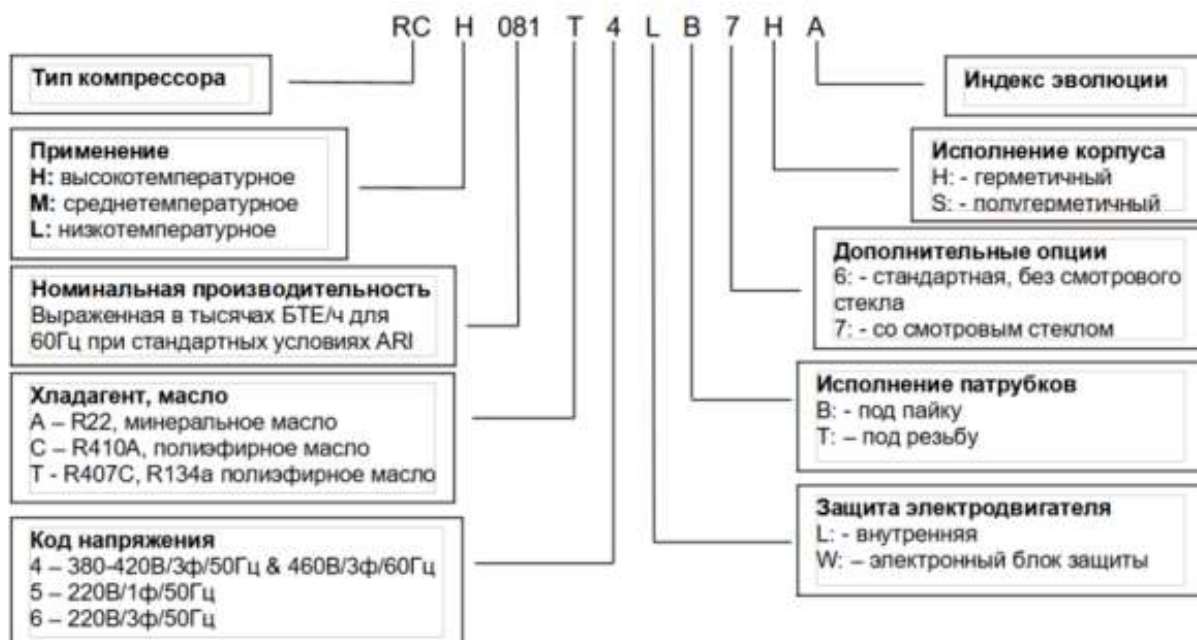 RC H 081 T 4 L B 7 H A
Тип компрессора
Применение
H: высокотемпературное
M: среднетемпературное
L: низкотемпературное
Номинальная производительность
Выраженная в тысячах БТЕ/ч для
60Гц при стандартных условиях ARI
Хладагент, масло
A – R22, минеральное масло
C – R410A, полиэфирное масло
T - R407C, R134a полиэфирное масло
Код напряжения
4 – 380-420В/3ф/50Гц & 460В/3ф/60Гц
5 – 220В/1ф/50Гц
6 – 220В/3ф/50Гц
Индекс эволюции
Исполнение корпуса
H: - герметичный
S: - полугерметичный
Дополнительные опции
6: - стандартная, без смотрового
стекла
7: - со смотровым стеклом
Исполнение патрубков
B: - под пайку
T: – под резьбу
Защита электродвигателя
L: - внутренняя
W: – электронный блок защиты